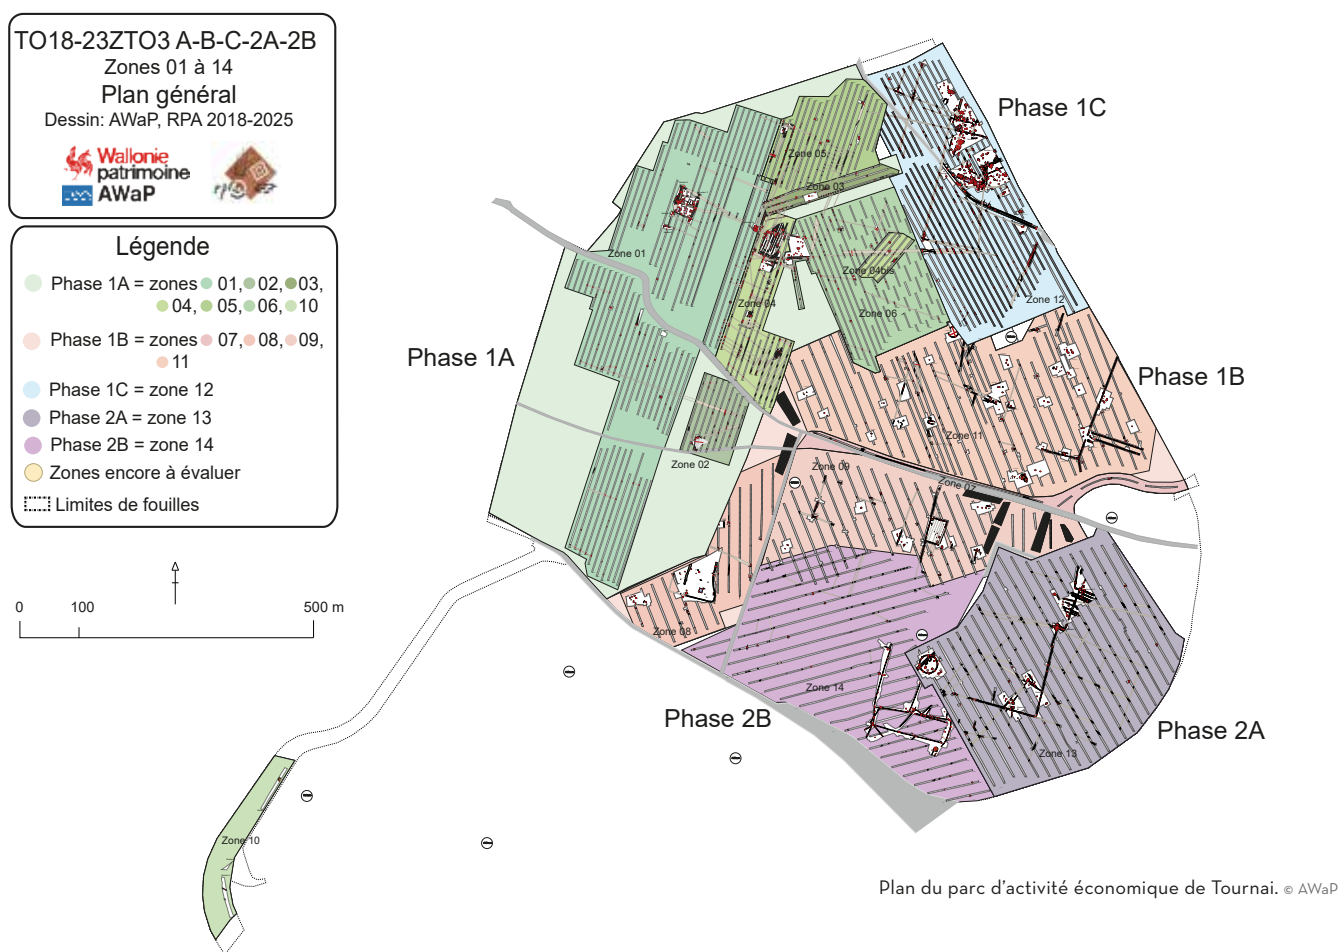 TO18-23ZTO3 A-B-C-2A-2B
Zones 01 à 14
Plan général
Dessin: AWaP, RPA 2018-2025
Wallonie
patrimoine
AWaP
Légende
Phase 1A = zones 01, 02, 03,
04, 05, 06, 10
Phase 1B = zones 07, 08, 09,
11
Phase 1C = zone 12
Phase 2A = zone 13
Phase 2B = zone 14
Zones encore à évaluer
Limites de fouilles
0 100 500 m
Phase 1C
Zone 05
Zone 03
Zone 01
Zone 04bis
Zone 04
Zone 12
Zone 06
Phase 1A
Phase 1B
Zone 11
Zone 02
Zone 09
Zone 07
Zone 08
Zone 14
Phase 2B
Phase 2A
Zone 13
Zone 10
Plan du parc d'activité économique de Tournai. © AWaP